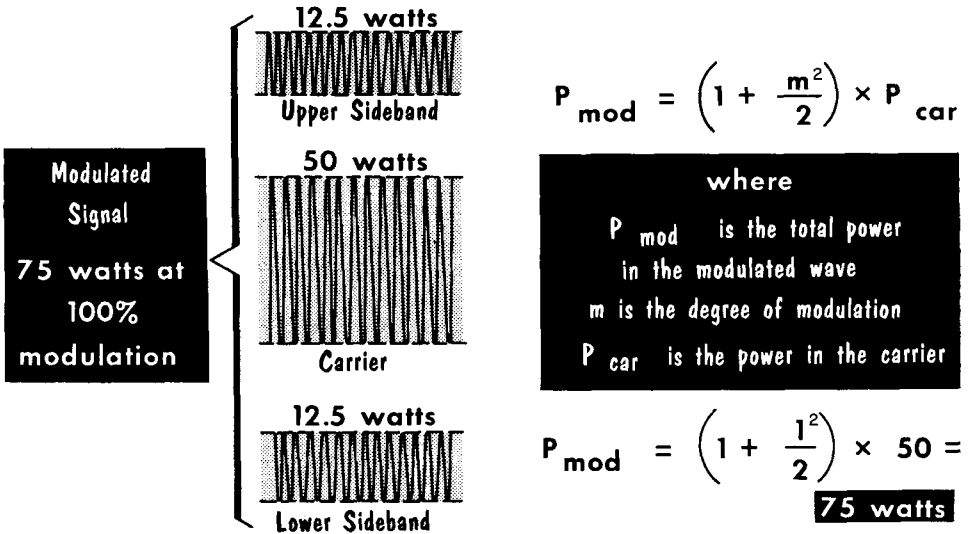 12.5 watts
Upper Sideband
50 watts
Carrier
12.5 watts
Lower Sideband
Modulated
Signal
75 watts at
100%
modulation
P mod = (1 + m²/2) × P car
where
P mod is the total power
in the modulated wave
m is the degree of modulation
P car is the power in the carrier
P mod = (1 + 1²/2) × 50 =
75 watts